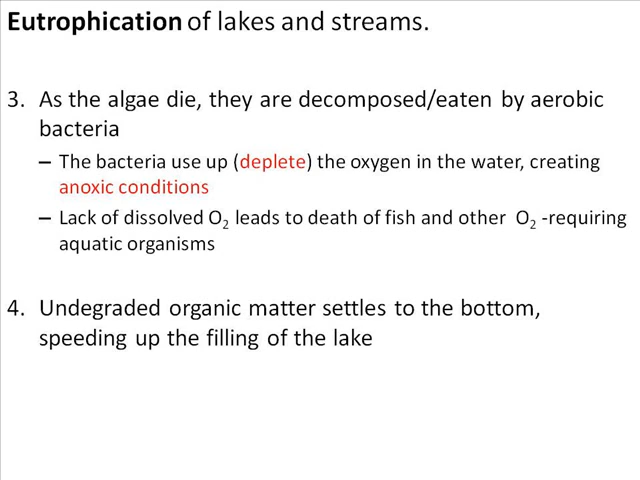 Eutrophication of lakes and streams.
3. As the algae die, they are decomposed/eaten by aerobic
bacteria
– The bacteria use up (deplete) the oxygen in the water, creating
anoxic conditions
– Lack of dissolved O₂ leads to death of fish and other O₂ -requiring
aquatic organisms
4. Undegraded organic matter settles to the bottom,
speeding up the filling of the lake